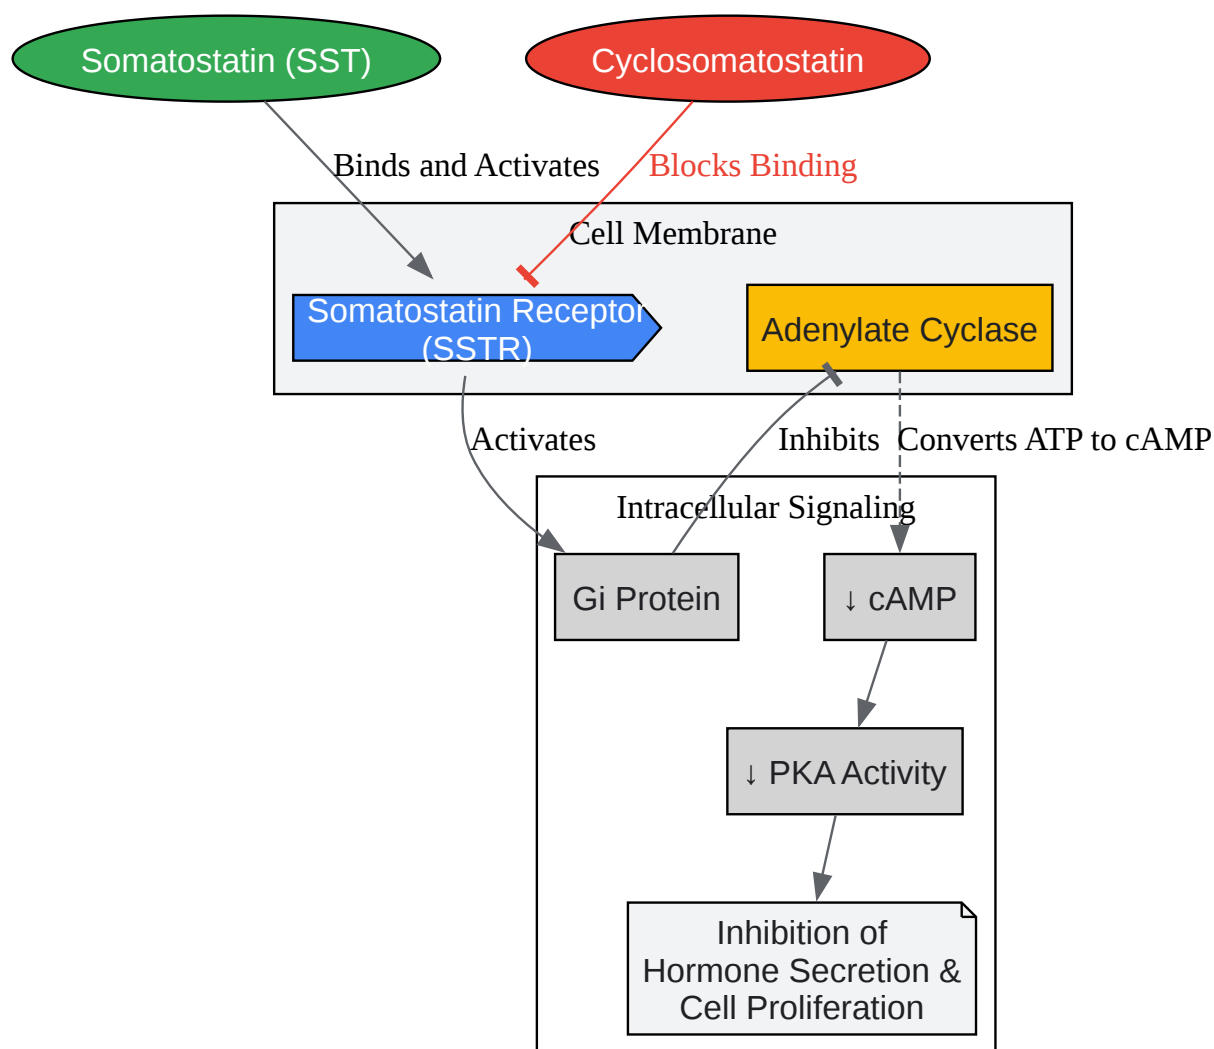 Somatostatin (SST)
Cyclosomatostatin
Binds and Activates
Blocks Binding
Cell Membrane
Somatostatin Receptor
(SSTR)
Adenylate Cyclase
Activates
Inhibits
Converts ATP to cAMP
Intracellular Signaling
Gi Protein
↓ cAMP
↓ PKA Activity
Inhibition of
Hormone Secretion &
Cell Proliferation